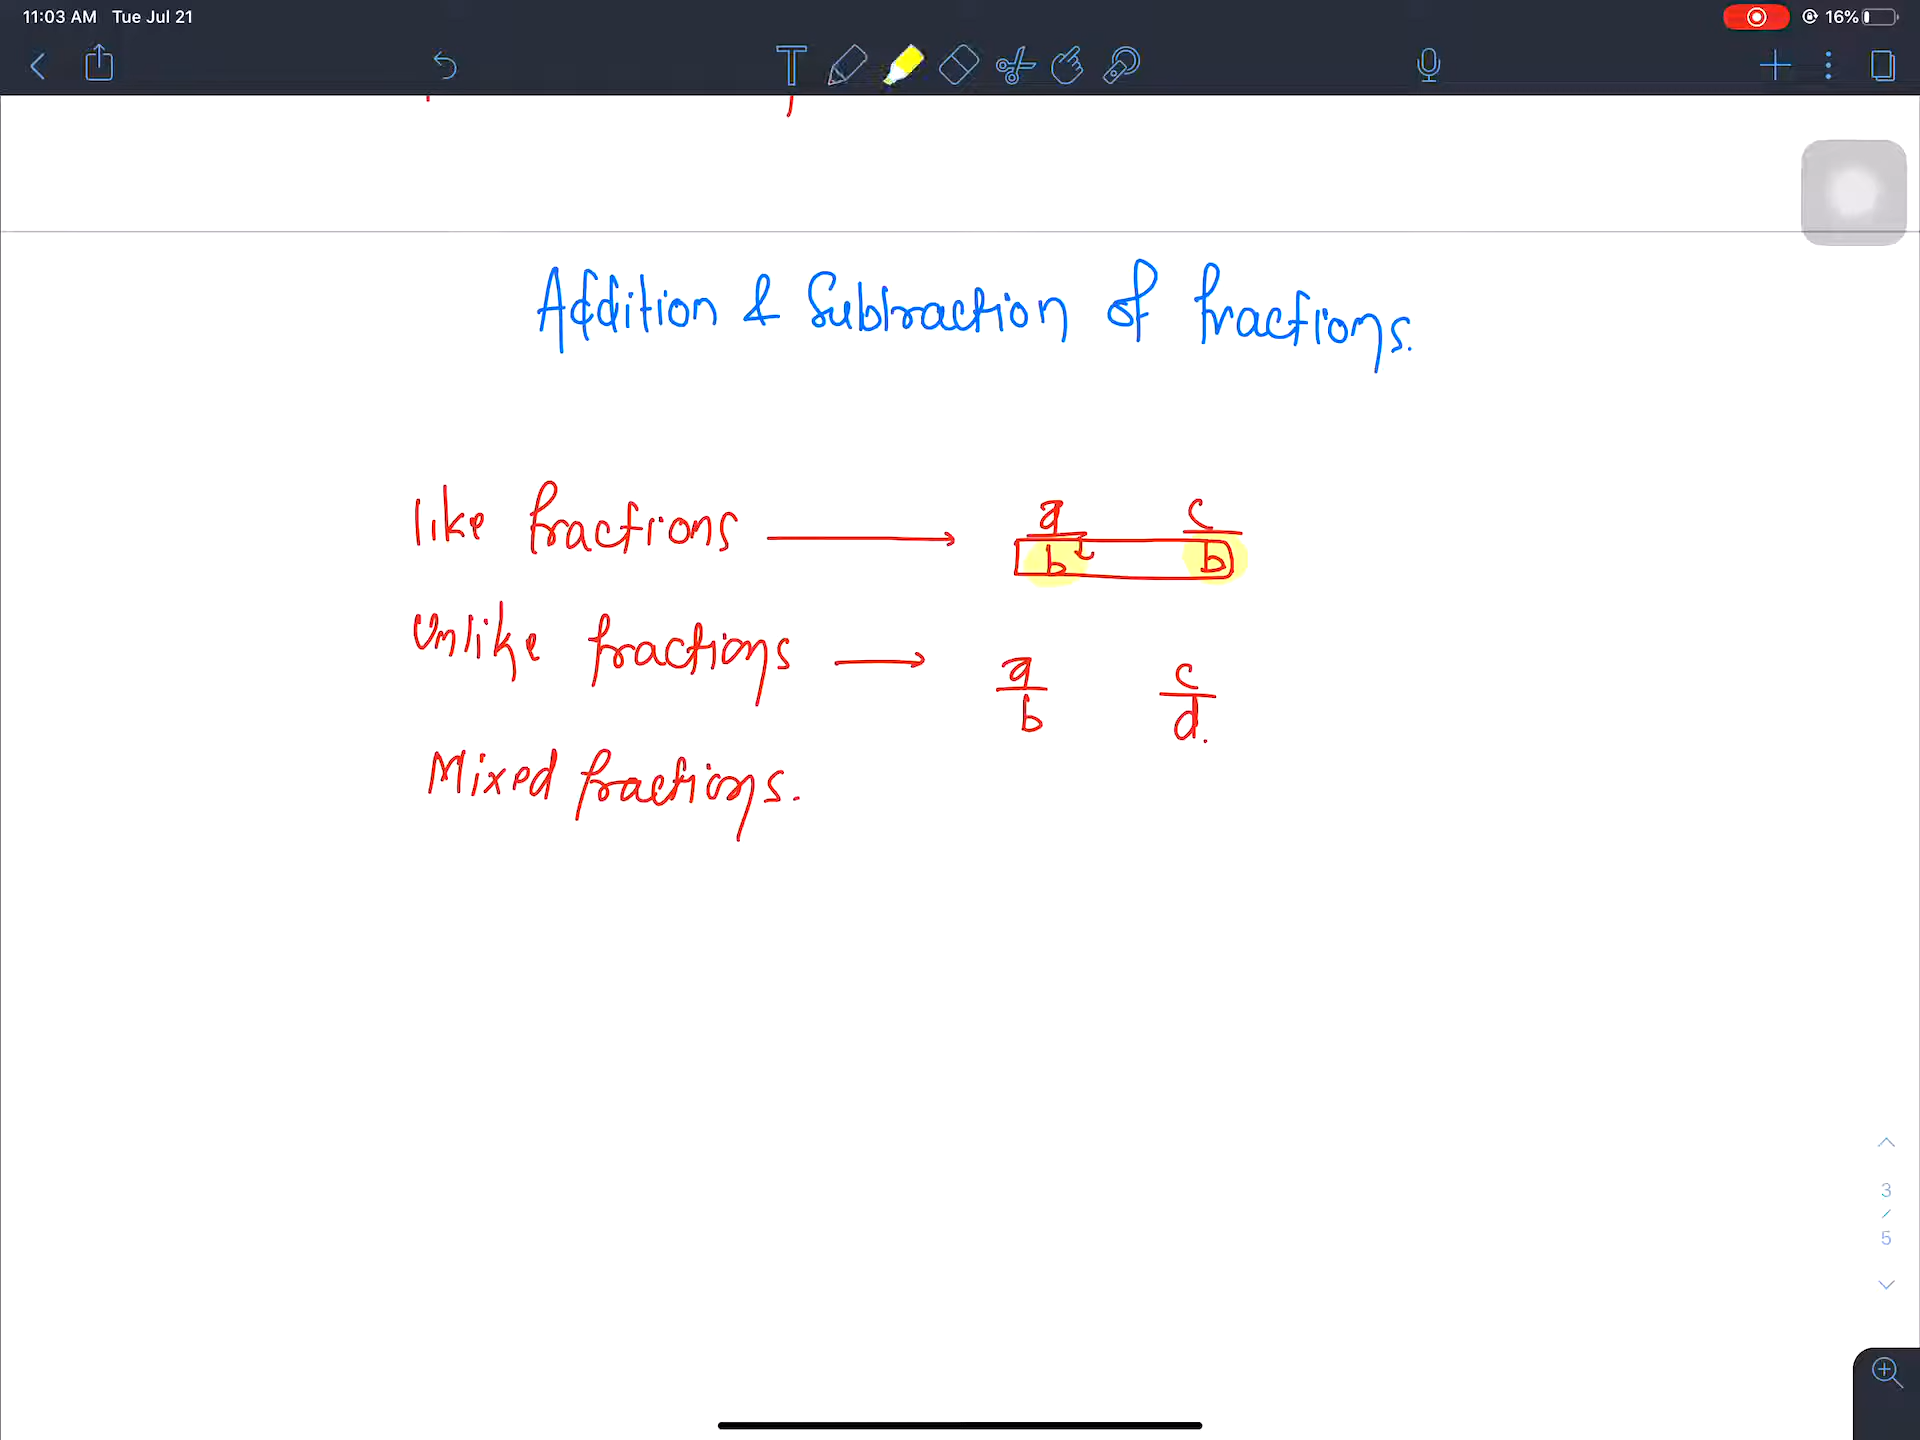 11:03 AM Tue Jul 21
16%
Addition & Subtraction of fractions.
like fractions → a/b c/b
Unlike fractions → a/b c/d.
Mixed fractions.
3
/
5